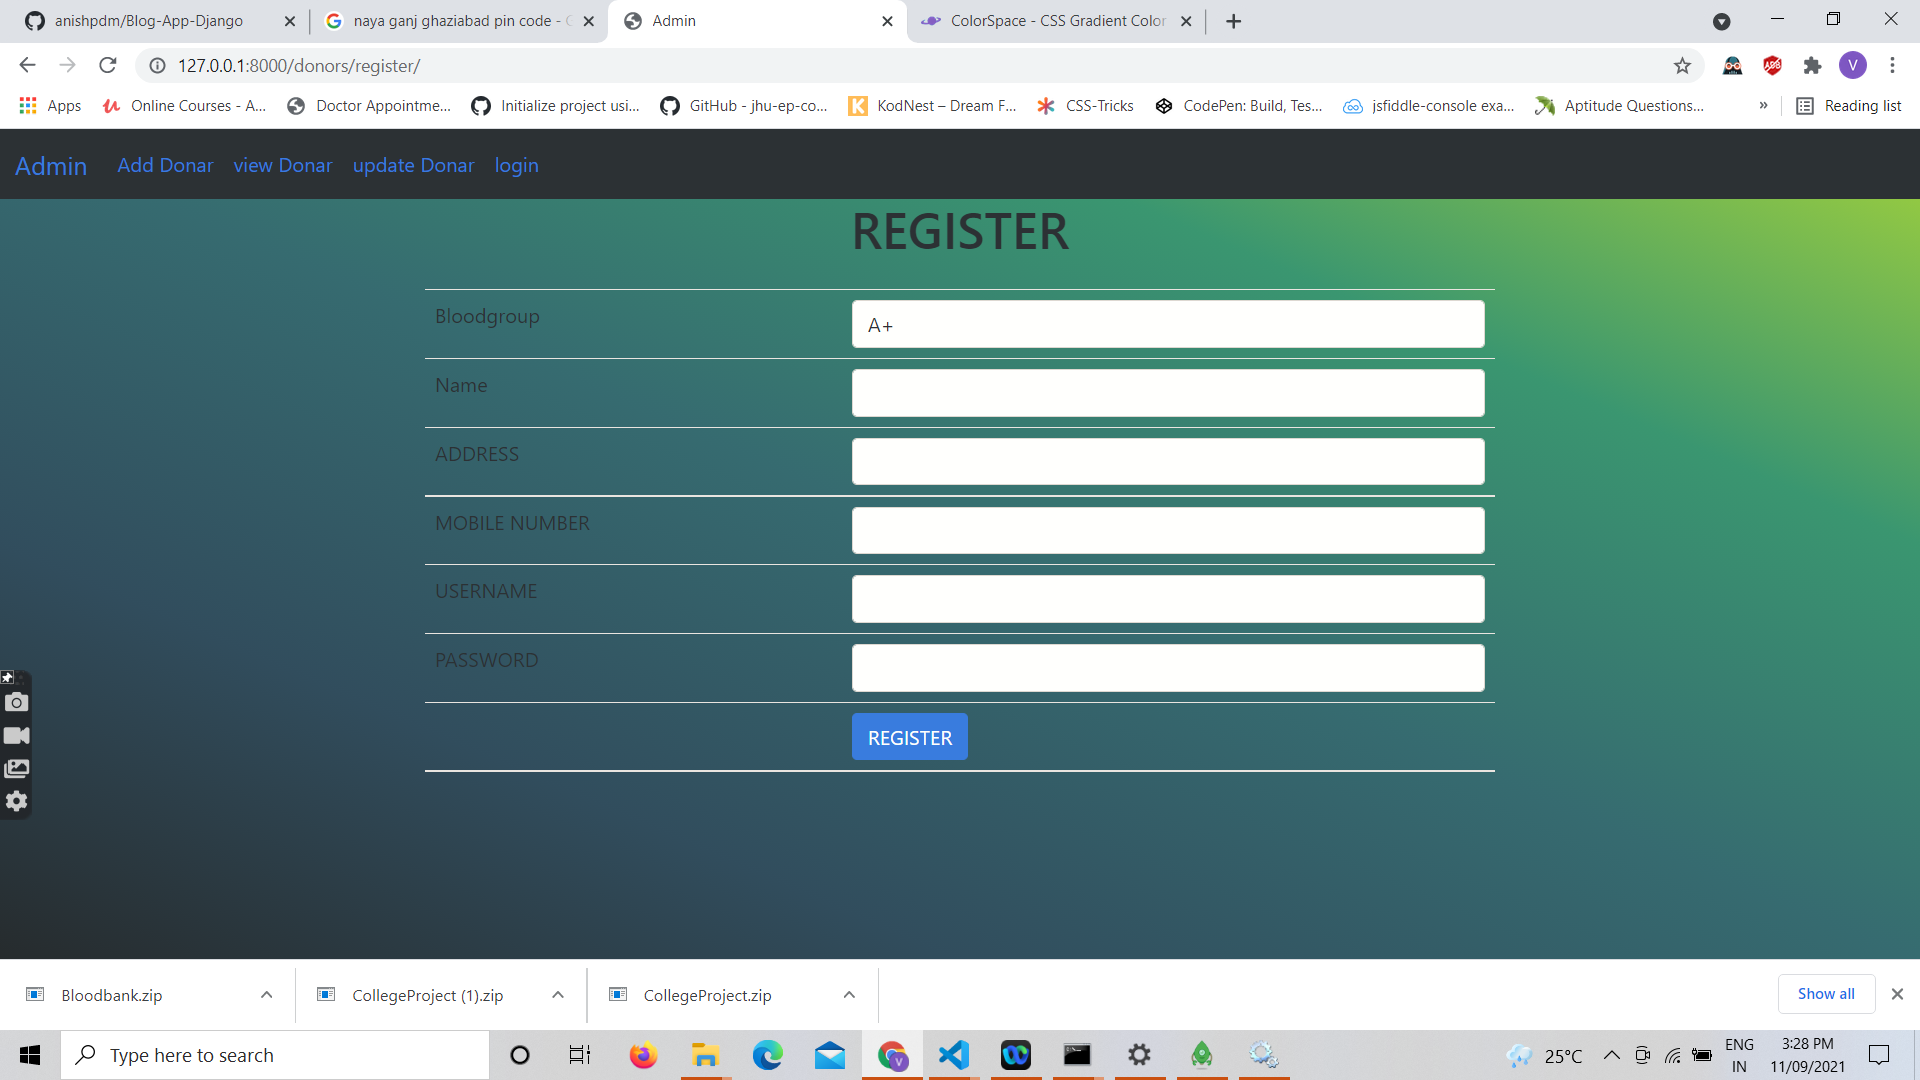 anishpdm/Blog-App-Django
naya ganj ghaziabad pin code -
Admin
ColorSpace - CSS Gradient Color
127.0.0.1:8000/donors/register/
V
Apps
Online Courses - A...
Doctor Appointme...
Initialize project usi...
GitHub - jhu-ep-co...
KodNest – Dream F...
CSS-Tricks
CodePen: Build, Tes...
jsfiddle-console exa...
Aptitude Questions...
»
Reading list
Admin Add Donar view Donar update Donar login
REGISTER
Bloodgroup
A+
Name
ADDRESS
MOBILE NUMBER
USERNAME
PASSWORD
REGISTER
Bloodbank.zip
CollegeProject (1).zip
CollegeProject.zip
Show all
Type here to search
25°C
ENG
IN
3:28 PM
11/09/2021